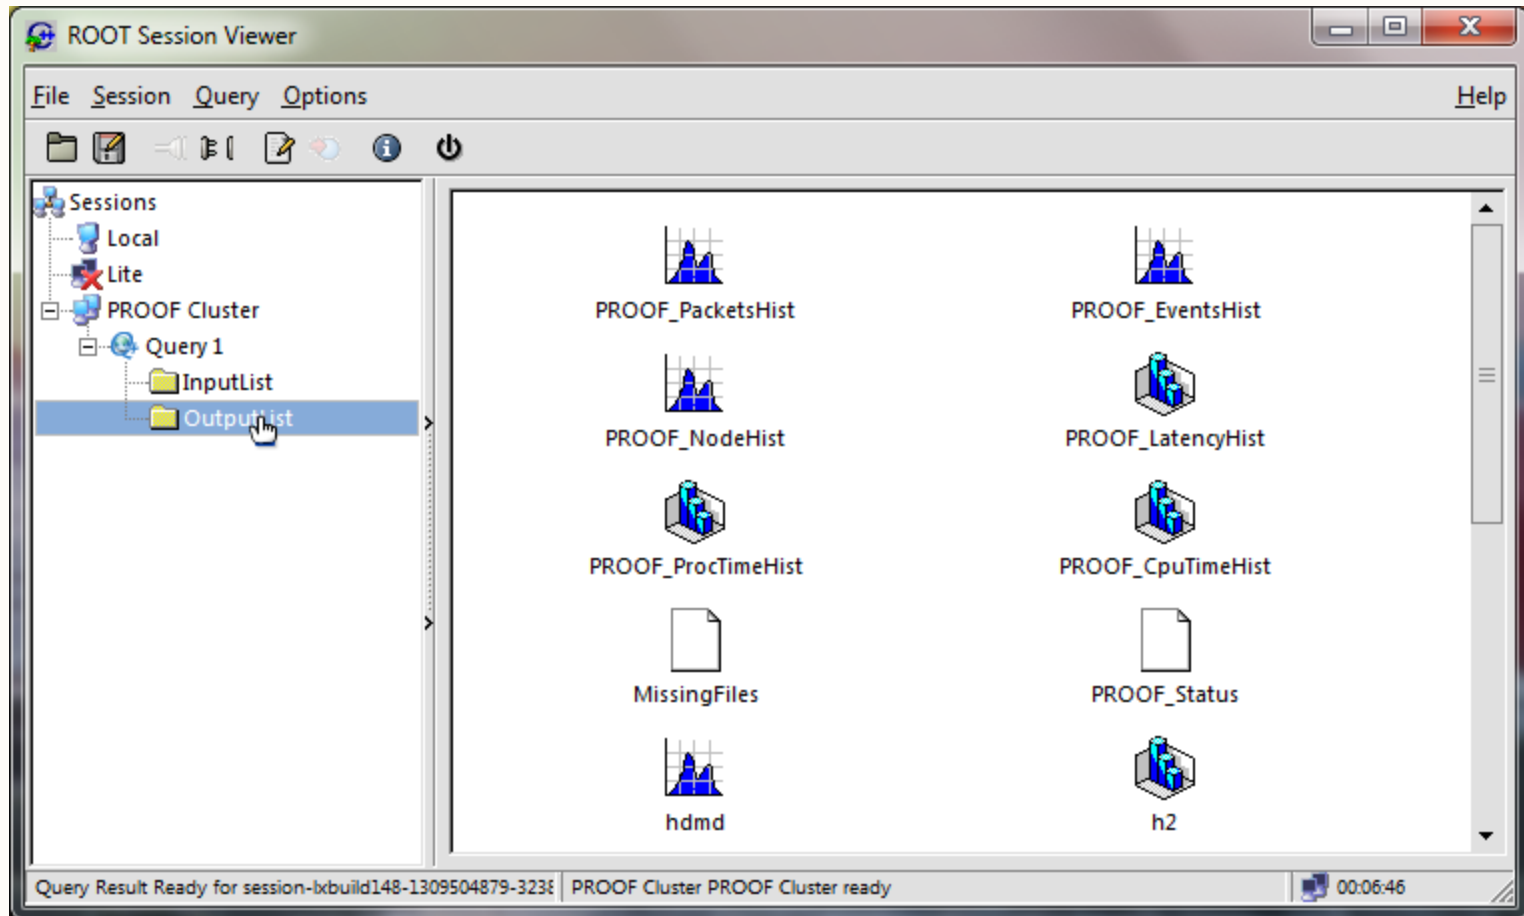 ROOT Session Viewer
File Session Query Options Help
Sessions
Local
Lite
PROOF Cluster
Query 1
InputList
OutputList
PROOF_PacketsHist PROOF_EventsHist
PROOF_NodeHist PROOF_LatencyHist
PROOF_ProcTimeHist PROOF_CpuTimeHist
MissingFiles PROOF_Status
hdmd h2
Query Result Ready for session-lxbuild148-1309504879-3238 PROOF Cluster PROOF Cluster ready 00:06:46